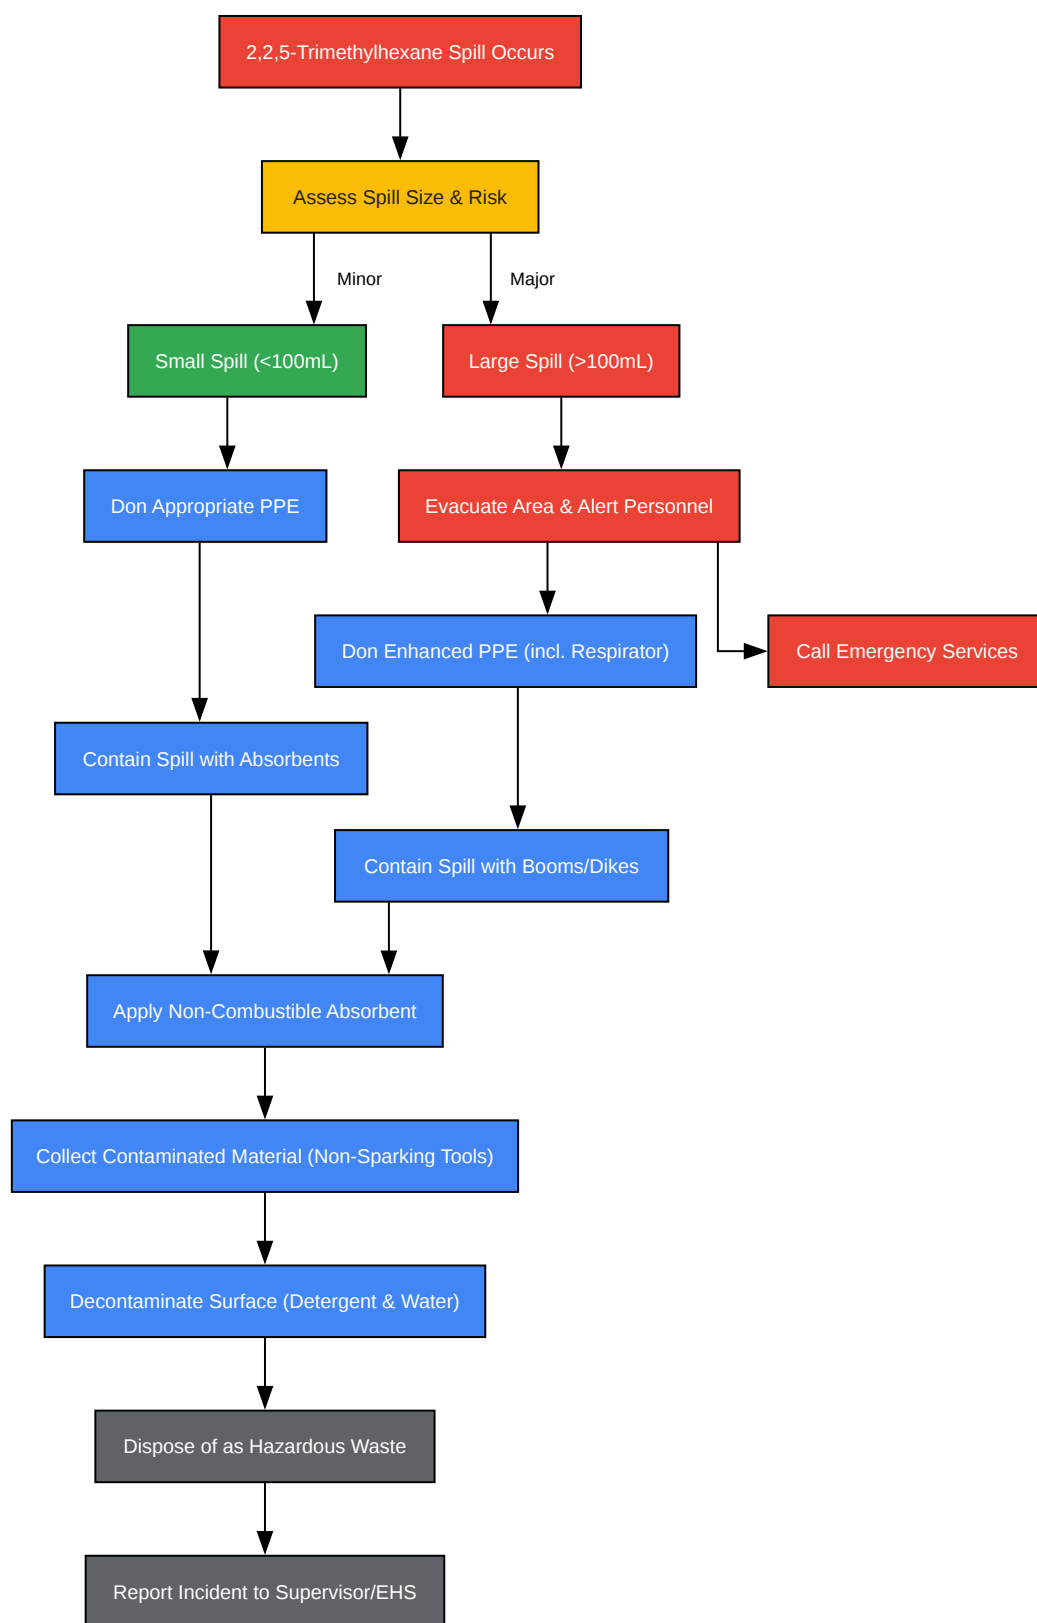 2,2,5-Trimethylhexane Spill Occurs
Assess Spill Size & Risk
Minor
Major
Small Spill (<100mL)
Large Spill (>100mL)
Don Appropriate PPE
Evacuate Area & Alert Personnel
Don Enhanced PPE (incl. Respirator)
Call Emergency Services
Contain Spill with Absorbents
Contain Spill with Booms/Dikes
Apply Non-Combustible Absorbent
Collect Contaminated Material (Non-Sparking Tools)
Decontaminate Surface (Detergent & Water)
Dispose of as Hazardous Waste
Report Incident to Supervisor/EHS